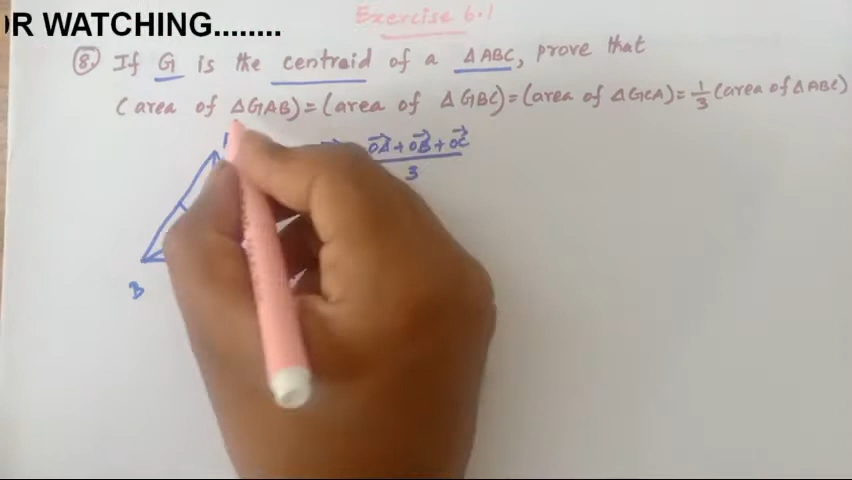 OR WATCHING........
Exercise 6.1
8. If G is the centroid of a ΔABC, prove that
(area of ΔGAB) = (area of ΔGBC) = (area of ΔGCA) = 1/3 (area of ΔABC)
OA + OB + OC
3
B